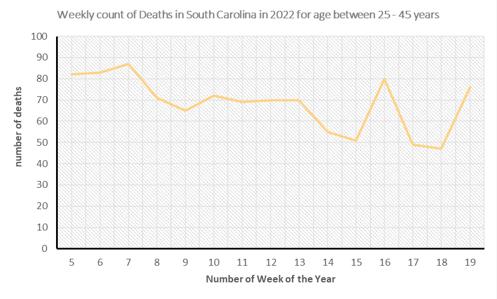 Weekly count of Deaths in South Carolina in 2022 for age between 25 - 45 years
number of deaths
100
90
80
70
60
50
40
30
20
10
0
5 6 7 8 9 10 11 12 13 14 15 16 17 18 19
Number of Week of the Year